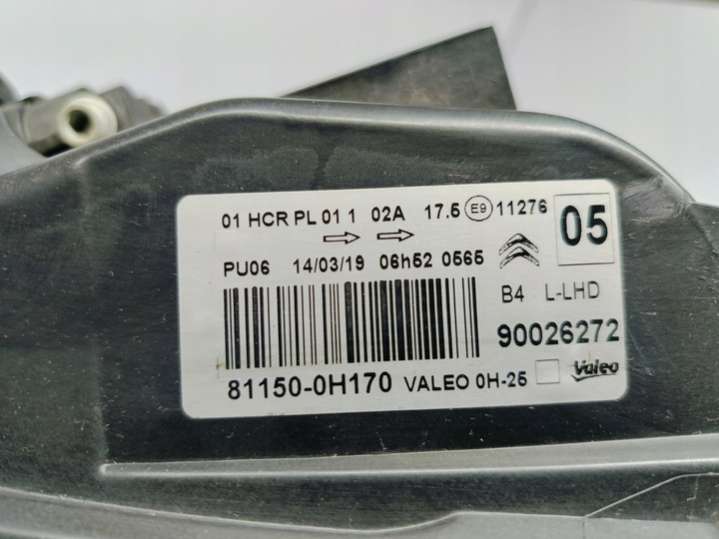 01 HCR PL 01 1 02A 17.5 E9 11276 05
PU06 14/03/19 06h52 0565
B4 L-LHD
90026272
81150-0H170 VALEO 0H-25 Valeo